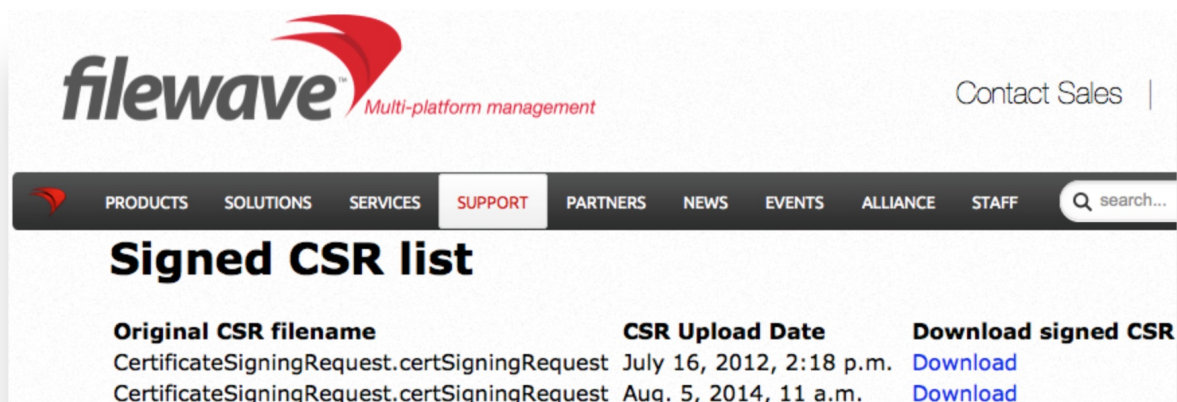 filewave™
Multi-platform management
Contact Sales |
PRODUCTS SOLUTIONS SERVICES SUPPORT PARTNERS NEWS EVENTS ALLIANCE STAFF search...
Signed CSR list
Original CSR filename CSR Upload Date Download signed CSR
CertificateSigningRequest.certSigningRequest July 16, 2012, 2:18 p.m. Download
CertificateSigningRequest.certSigningRequest Aug. 5, 2014, 11 a.m. Download